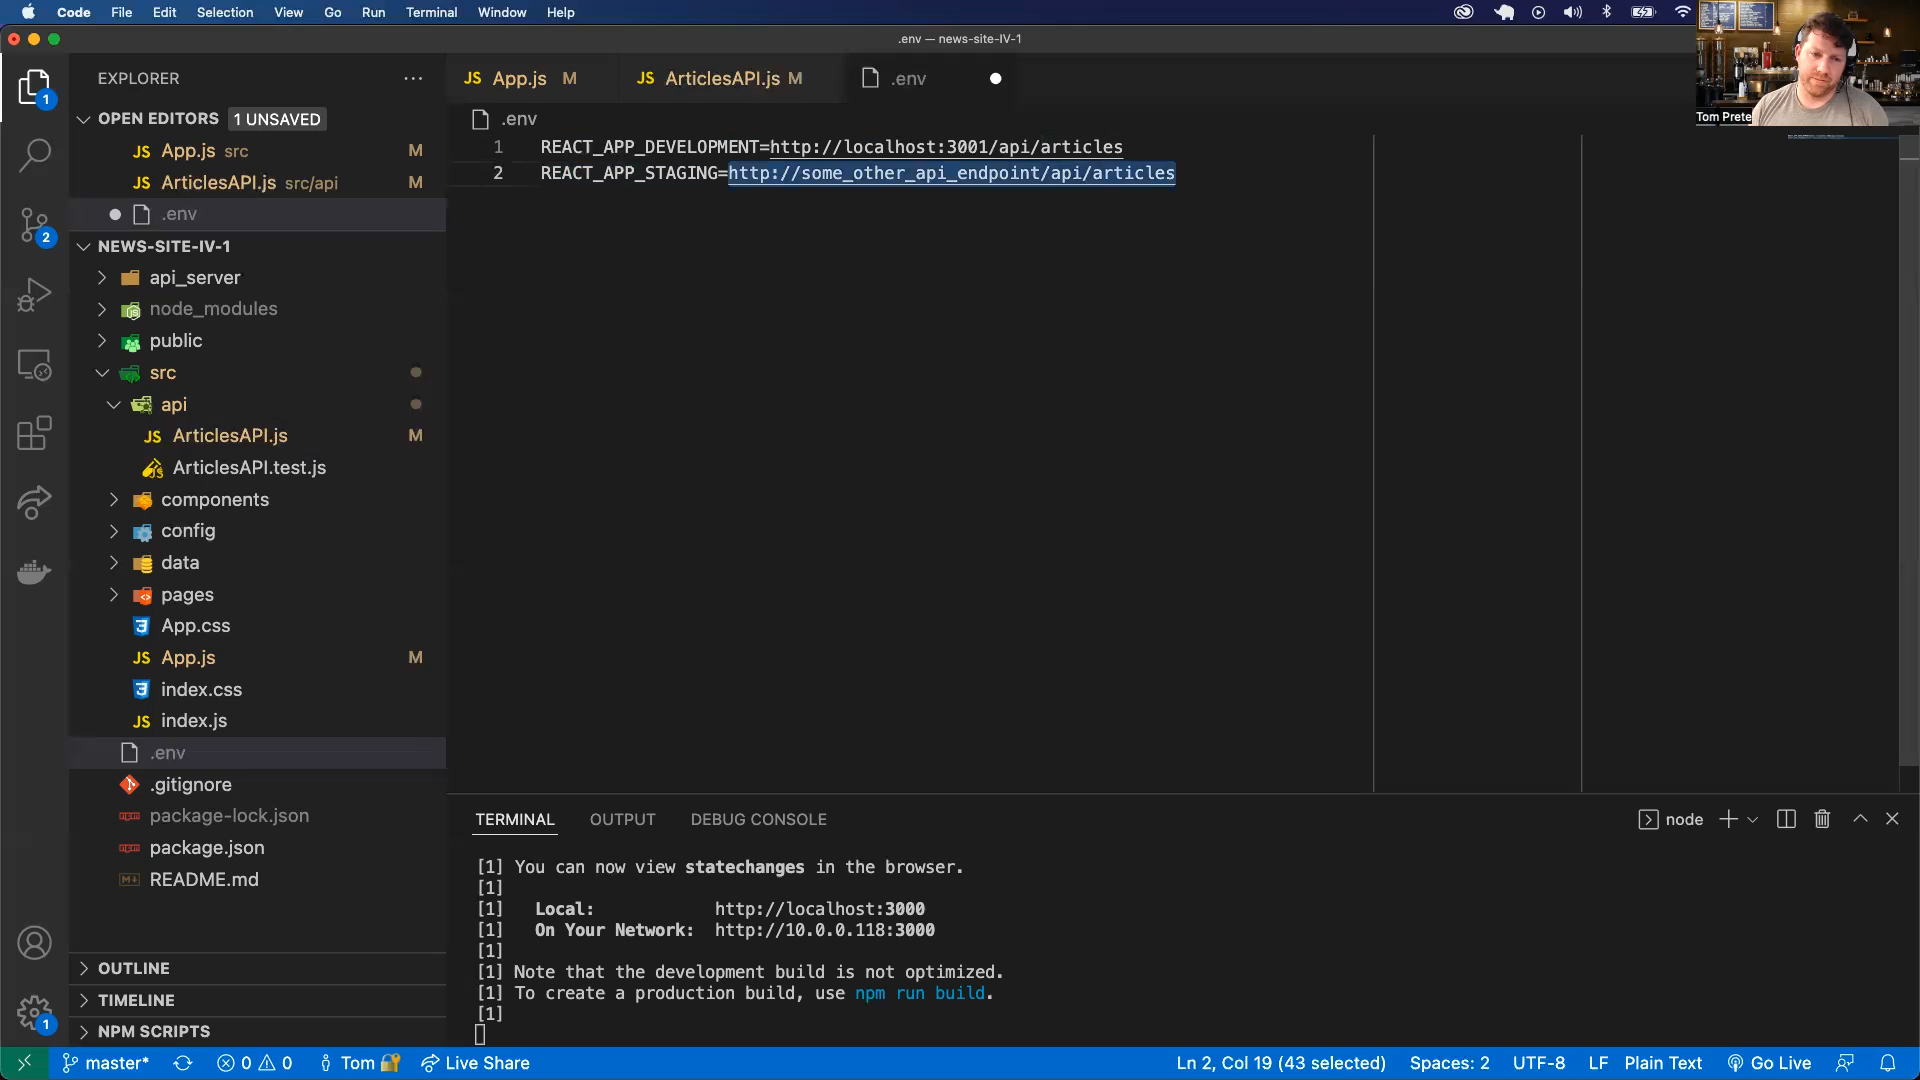 Code File Edit Selection View Go Run Terminal Window Help
.env — news-site-IV-1
Tom Prete
EXPLORER
JS App.js M
JS ArticlesAPI.js M
.env
OPEN EDITORS 1 UNSAVED
JS App.js src M
JS ArticlesAPI.js src/api M
.env
NEWS-SITE-IV-1
api_server
node_modules
public
src
api
JS ArticlesAPI.js M
ArticlesAPI.test.js
components
config
data
pages
App.css
JS App.js M
index.css
JS index.js
.env
.gitignore
package-lock.json
package.json
README.md
OUTLINE
TIMELINE
NPM SCRIPTS
1
2
1
.env
1 REACT_APP_DEVELOPMENT=http://localhost:3001/api/articles
2 REACT_APP_STAGING=http://some_other_api_endpoint/api/articles
TERMINAL OUTPUT DEBUG CONSOLE
node
[1] You can now view statechanges in the browser.
[1]
[1] Local: http://localhost:3000
[1] On Your Network: http://10.0.0.118:3000
[1]
[1] Note that the development build is not optimized.
[1] To create a production build, use npm run build.
[1]
master* 0 0 Tom Live Share
Ln 2, Col 19 (43 selected) Spaces: 2 UTF-8 LF Plain Text Go Live